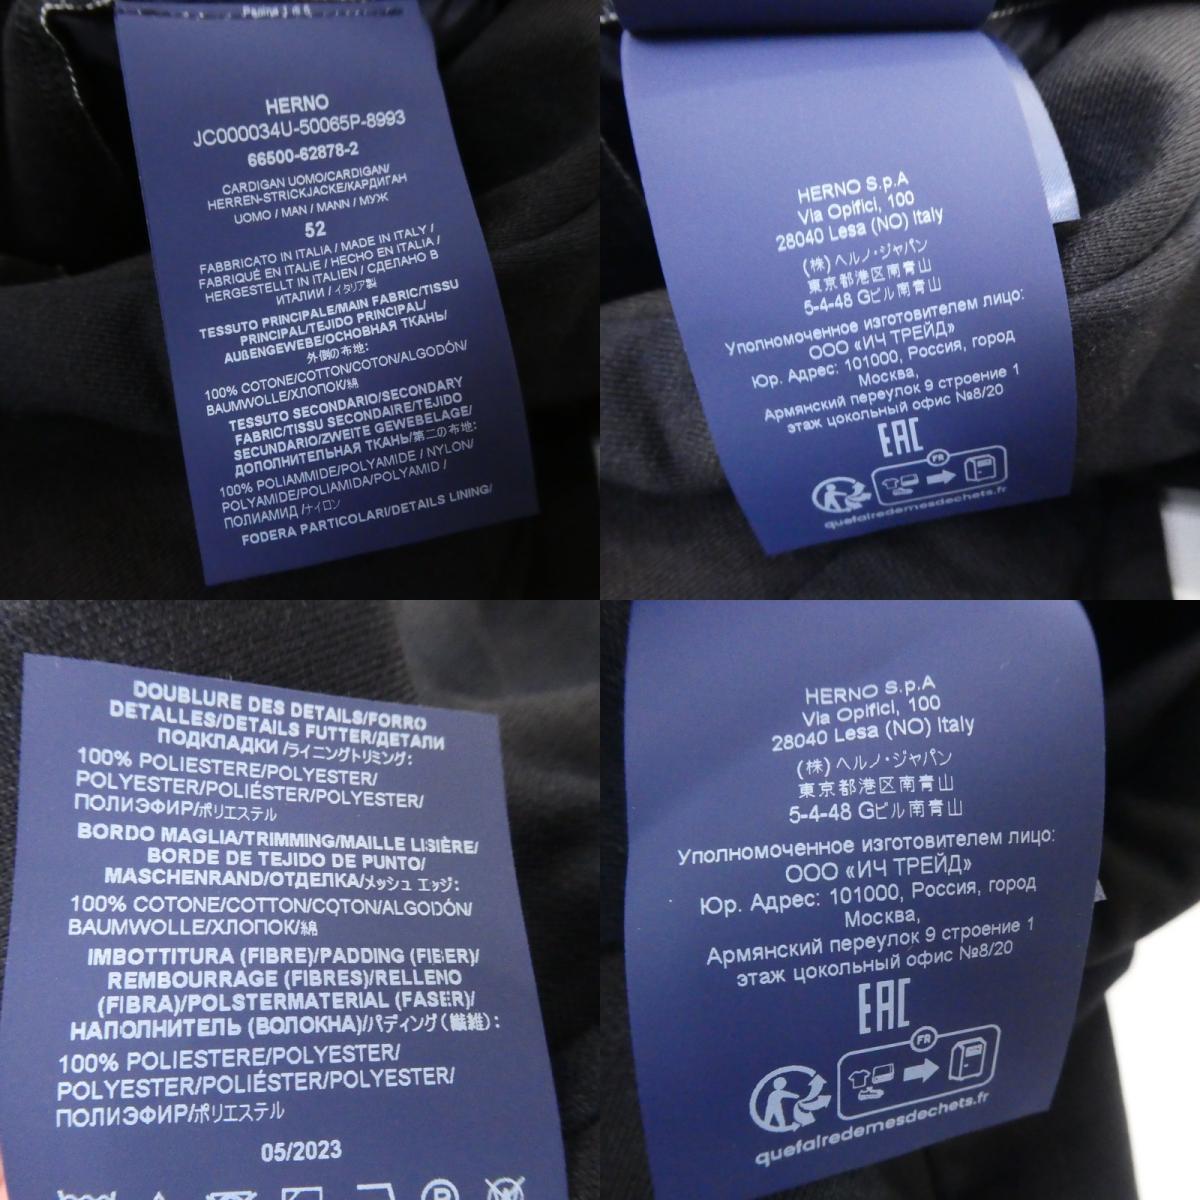 Pagina 1 di 6
HERNO
JC000034U-50065P-8993
66500-62878-2
CARDIGAN UOMO/CARDIGAN/
HERREN-STRICKJACKE/КАРДИГАН
UOMO / MAN / MANN / МУЖ
52
FABBRICATO IN ITALIA / MADE IN ITALY /
FABRIQUÉ EN ITALIE / HECHO EN ITALIA /
HERGESTELLT IN ITALIEN / СДЕЛАНО В
ИТАЛИИ / イタリア製
TESSUTO PRINCIPALE/MAIN FABRIC/TISSU
PRINCIPAL/TEJIDO PRINCIPAL/
AUßENGEWEBE/ОСНОВНАЯ ТКАНЬ/
外側の布地:
100% COTONE/COTTON/COTON/ALGODÓN/
BAUMWOLLE/ХЛОПОК/綿
TESSUTO SECONDARIO/SECONDARY
FABRIC/TISSU SECONDAIRE/TEJIDO
SECUNDARIO/ZWEITE GEWEBELAGE/
ДОПОЛНИТЕЛЬНАЯ ТКАНЬ/第二の布地:
100% POLIAMMIDE/POLYAMIDE / NYLON/
POLYAMIDE/POLIAMIDA/POLYAMID /
ПОЛИАМИД /ナイロン
FODERA PARTICOLARI/DETAILS LINING/
HERNO S.p.A
Via Opifici, 100
28040 Lesa (NO) Italy
(株)ヘルノ・ジャパン
東京都港区南青山
5-4-48 Gビル南青山
Уполномоченное изготовителем лицо:
ООО «ИЧ ТРЕЙД»
Юр. Адрес: 101000, Россия, город
Москва,
Армянский переулок 9 строение 1
этаж цокольный офис №8/20
EAC
FR
quefairedemesdechets.fr
DOUBLURE DES DETAILS/FORRO
DETALLES/DETAILS FUTTER/ДЕТАЛИ
ПОДКЛАДКИ /ライニングトリミング:
100% POLIESTERE/POLYESTER/
POLYESTER/POLIÉSTER/POLYESTER/
ПОЛИЭФИР/ポリエステル
BORDO MAGLIA/TRIMMING/MAILLE LISIÈRE/
BORDE DE TEJIDO DE PUNTO/
MASCHENRAND/ОТДЕЛКА/メッシュ エッジ:
100% COTONE/COTTON/COTON/ALGODÓN/
BAUMWOLLE/ХЛОПОК/綿
IMBOTTITURA (FIBRE)/PADDING (FIBER)/
REMBOURRAGE (FIBRES)/RELLENO
(FIBRA)/POLSTERMATERIAL (FASER)/
НАПОЛНИТЕЛЬ (ВОЛОКНА)/パディング(繊維):
100% POLIESTERE/POLYESTER/
POLYESTER/POLIÉSTER/POLYESTER/
ПОЛИЭФИР/ポリエステル
05/2023
P
HERNO S.p.A
Via Opifici, 100
28040 Lesa (NO) Italy
(株)ヘルノ・ジャパン
東京都港区南青山
5-4-48 Gビル南青山
Уполномоченное изготовителем лицо:
ООО «ИЧ ТРЕЙД»
Юр. Адрес: 101000, Россия, город
Москва,
Армянский переулок 9 строение 1
этаж цокольный офис №8/20
EAC
FR
quefairedemesdechets.fr